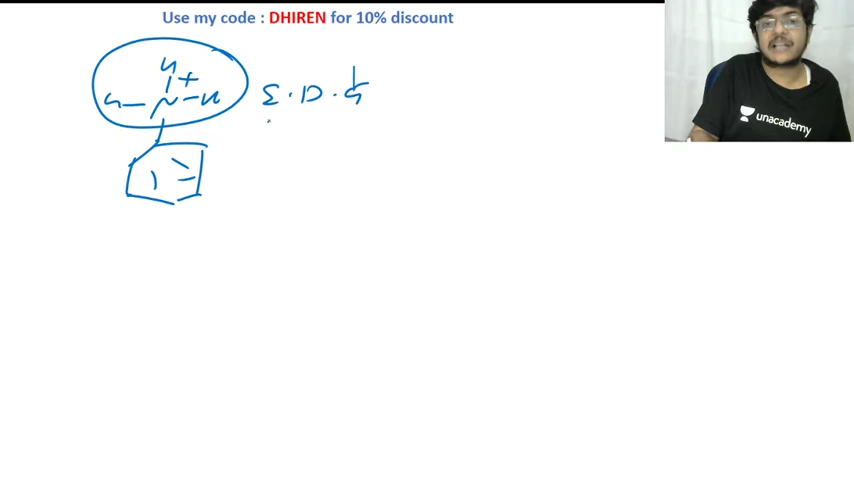 Use my code : DHIREN for 10% discount
H
+
H - N - H
E . D . G
unacademy